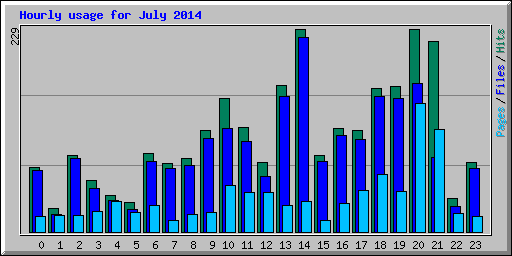 Hourly usage for July 2014
229
Pages / Files / Hits
0 1 2 3 4 5 6 7 8 9 10 11 12 13 14 15 16 17 18 19 20 21 22 23